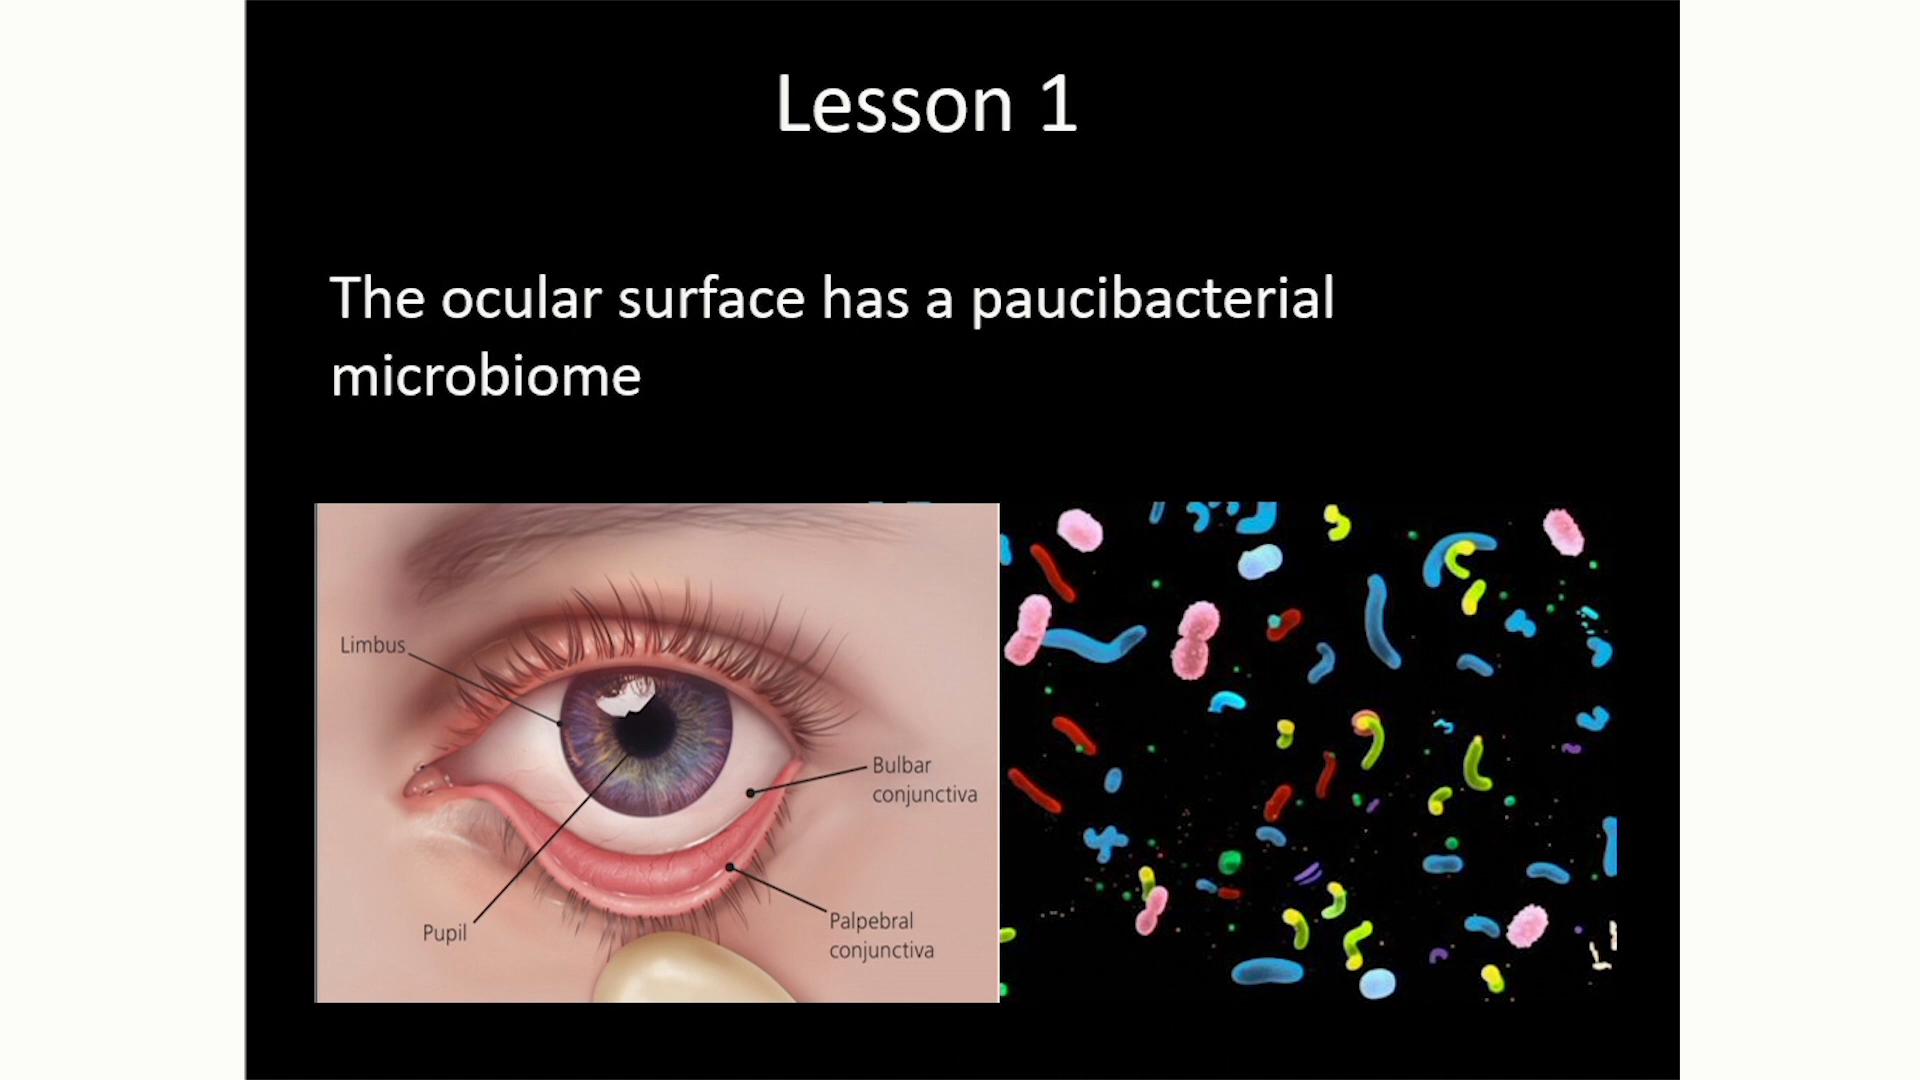 Lesson 1
The ocular surface has a paucibacterial
microbiome
Limbus
Bulbar
conjunctiva
Pupil
Palpebral
conjunctiva